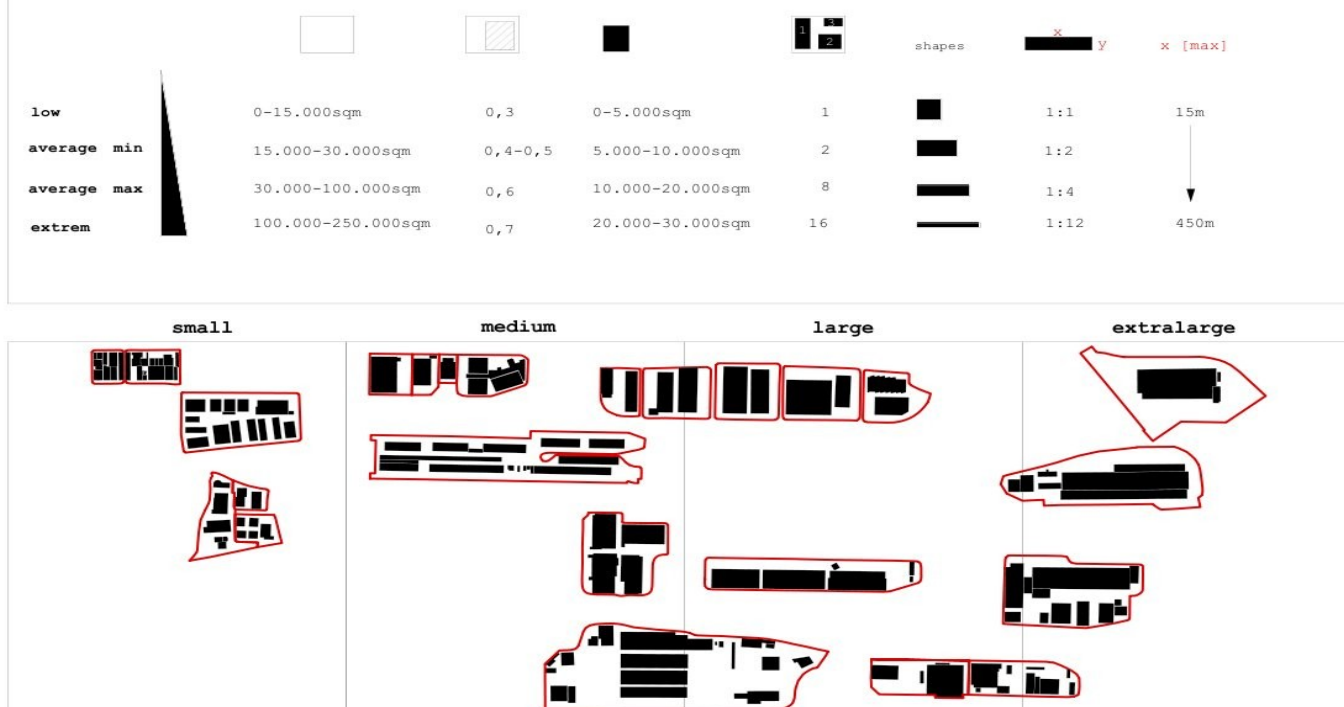 1 2 3
shapes x y x [max]
low 0-15.000sqm 0,3 0-5.000sqm 1 1:1 15m
average min 15.000-30.000sqm 0,4-0,5 5.000-10.000sqm 2 1:2
average max 30.000-100.000sqm 0,6 10.000-20.000sqm 8 1:4
extrem 100.000-250.000sqm 0,7 20.000-30.000sqm 16 1:12 450m
small medium large extralarge